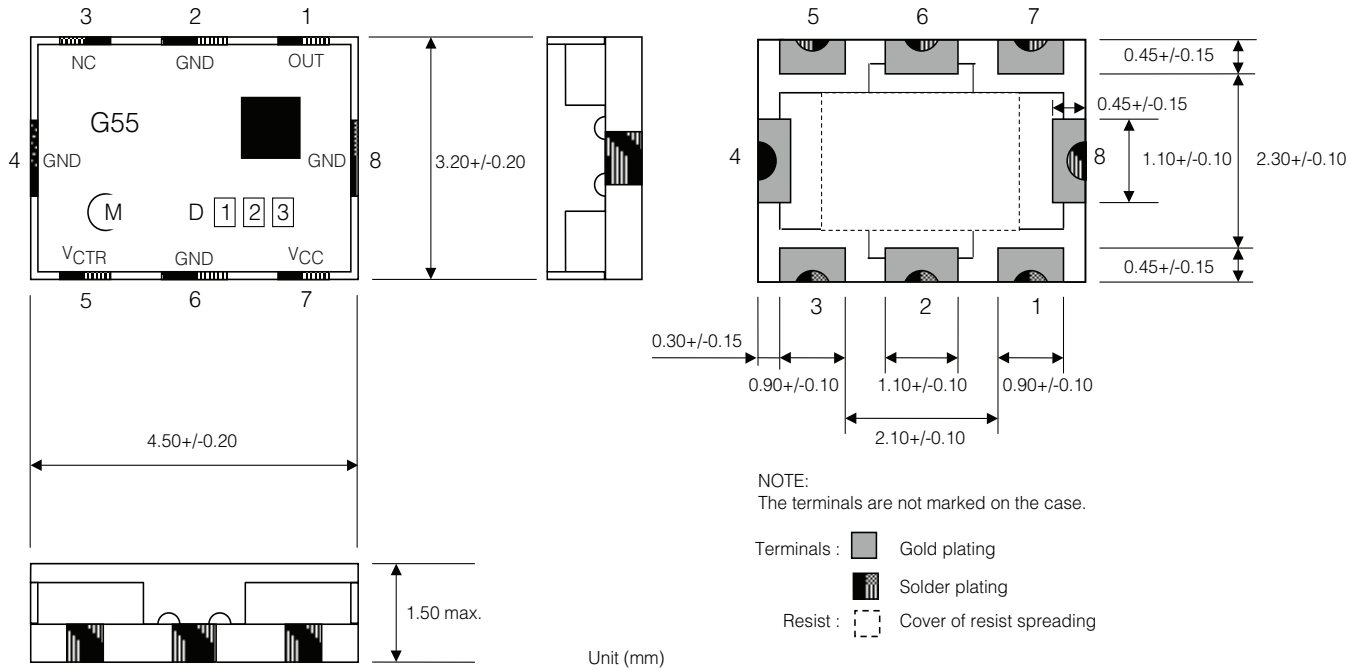 3 2 1
NC GND OUT
G55
4 GND GND 8
M D 1 2 3
VCTR GND VCC
5 6 7
3.20+/-0.20
4.50+/-0.20
1.50 max.
Unit (mm)
5 6 7
0.45+/-0.15
0.45+/-0.15
4 8 1.10+/-0.10 2.30+/-0.10
0.45+/-0.15
3 2 1
0.30+/-0.15
0.90+/-0.10 1.10+/-0.10 0.90+/-0.10
2.10+/-0.10
NOTE:
The terminals are not marked on the case.
Terminals : Gold plating
Solder plating
Resist : Cover of resist spreading